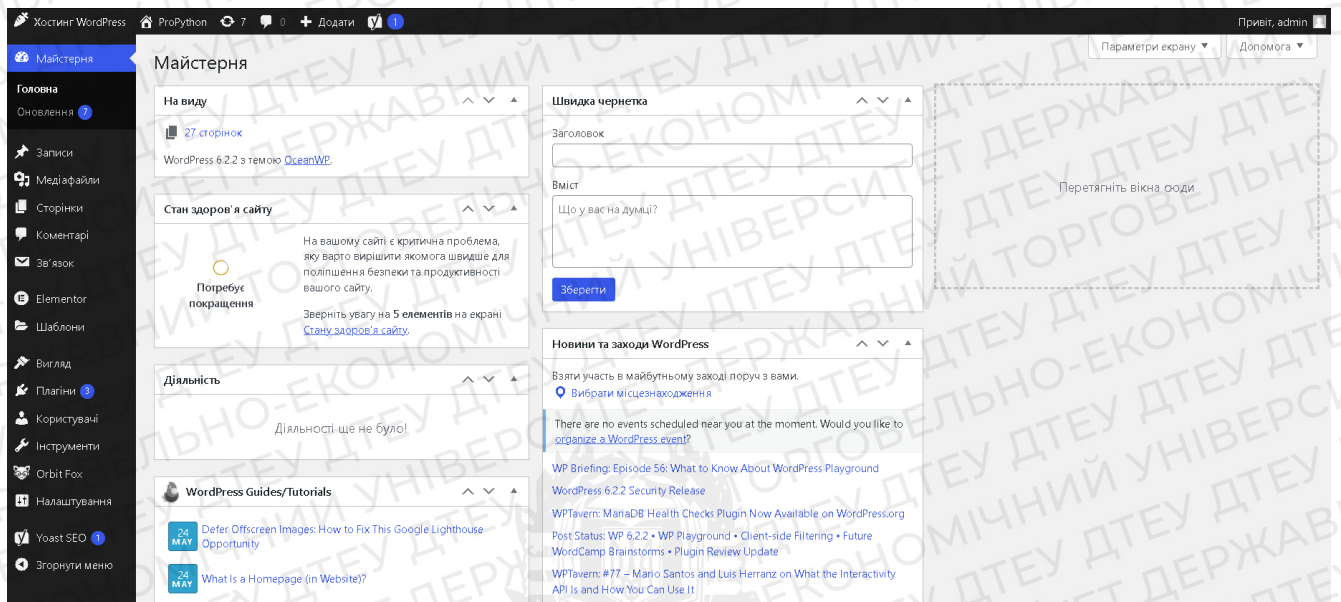 Хостинг WordPress
ProPython
7
0
Додати
1
Привіт, admin
Майстерня
Головна
Оновлення 7
Записи
Медіафайли
Сторінки
Коментарі
Зв'язок
Elementor
Шаблони
Вигляд
Плагіни 3
Користувачі
Інструменти
Orbit Fox
Налаштування
Yoast SEO 1
Згорнути меню
Майстерня
Параметри екрану
Допомога
На виду
27 сторінок
WordPress 6.2.2 з темою OceanWP.
Стан здоров'я сайту
Потребує
покращення
На вашому сайті є критична проблема,
яку варто вирішити якомога швидше для
поліпшення безпеки та продуктивності
вашого сайту.
Зверніть увагу на 5 елементів на екрані
Стану здоров'я сайту.
Діяльність
Діяльності ще не було!
WordPress Guides/Tutorials
24
MAY
Defer Offscreen Images: How to Fix This Google Lighthouse
Opportunity
24
MAY
What Is a Homepage (in Website)?
Швидка чернетка
Заголовок
Вміст
Що у вас на думці?
Зберегти
Новини та заходи WordPress
Взяти участь в майбутньому заході поруч з вами.
Вибрати місцезнаходження
There are no events scheduled near you at the moment. Would you like to
organize a WordPress event?
WP Briefing: Episode 56: What to Know About WordPress Playground
WordPress 6.2.2 Security Release
WPTavern: MariaDB Health Checks Plugin Now Available on WordPress.org
Post Status: WP 6.2.2 • WP Playground • Client-side Filtering • Future
WordCamp Brainstorms • Plugin Review Update
WPTavern: #77 – Mario Santos and Luis Herranz on What the Interactivity
API Is and How You Can Use It
Перетягніть вікна сюди